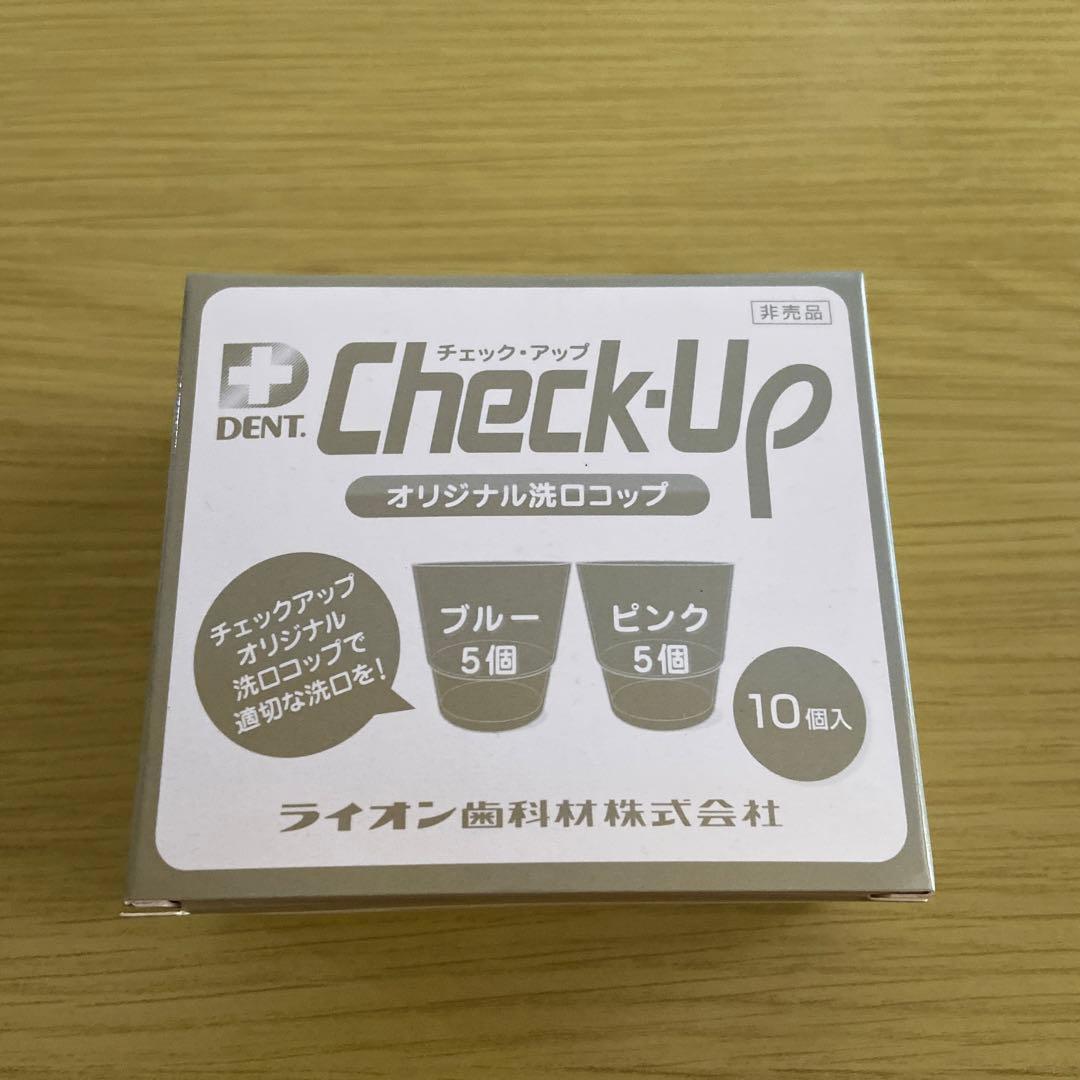 非売品
チェック・アップ
DENT. Check-Up
オリジナル洗口コップ
チェックアップ
オリジナル
洗口コップで
適切な洗口を!
ブルー
5個
ピンク
5個
10個入
ライオン歯科材株式会社